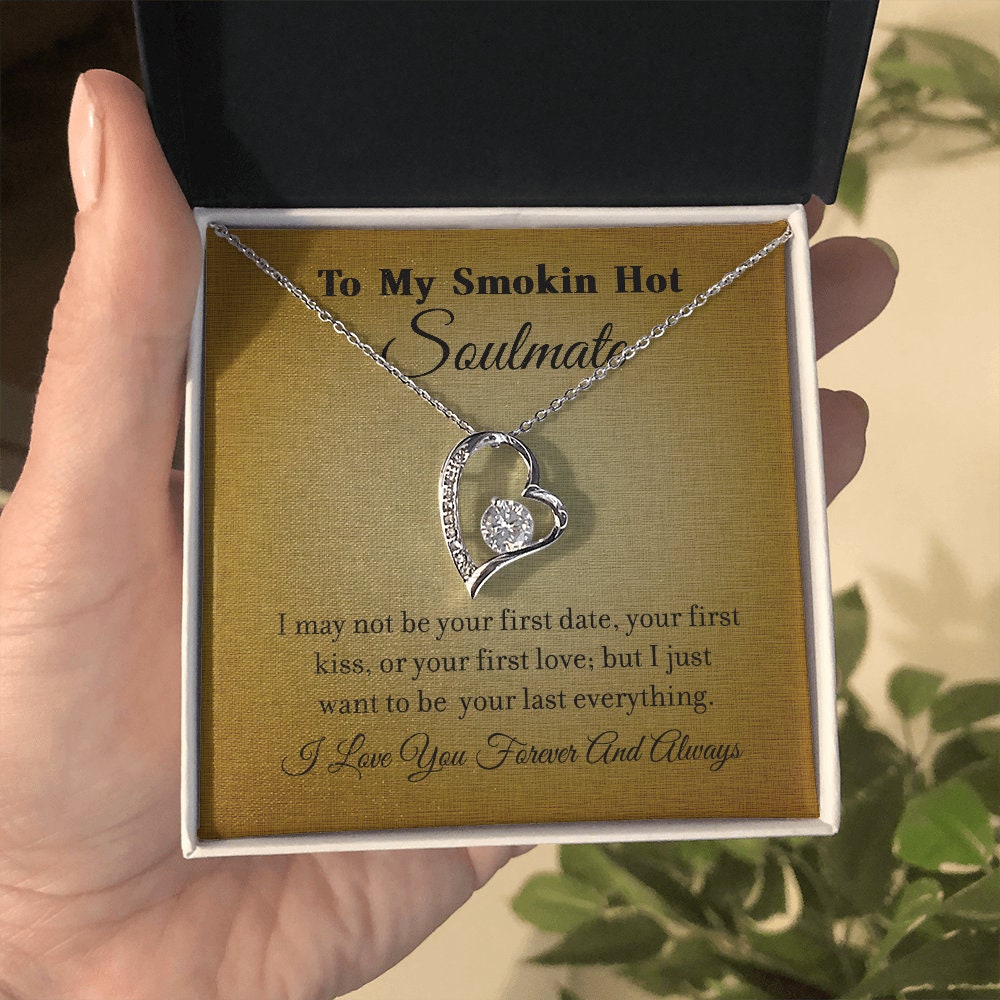 To My Smokin Hot
Soulmate
I may not be your first date, your first
kiss, or your first love; but I just
want to be your last everything.
I Love You Forever And Always